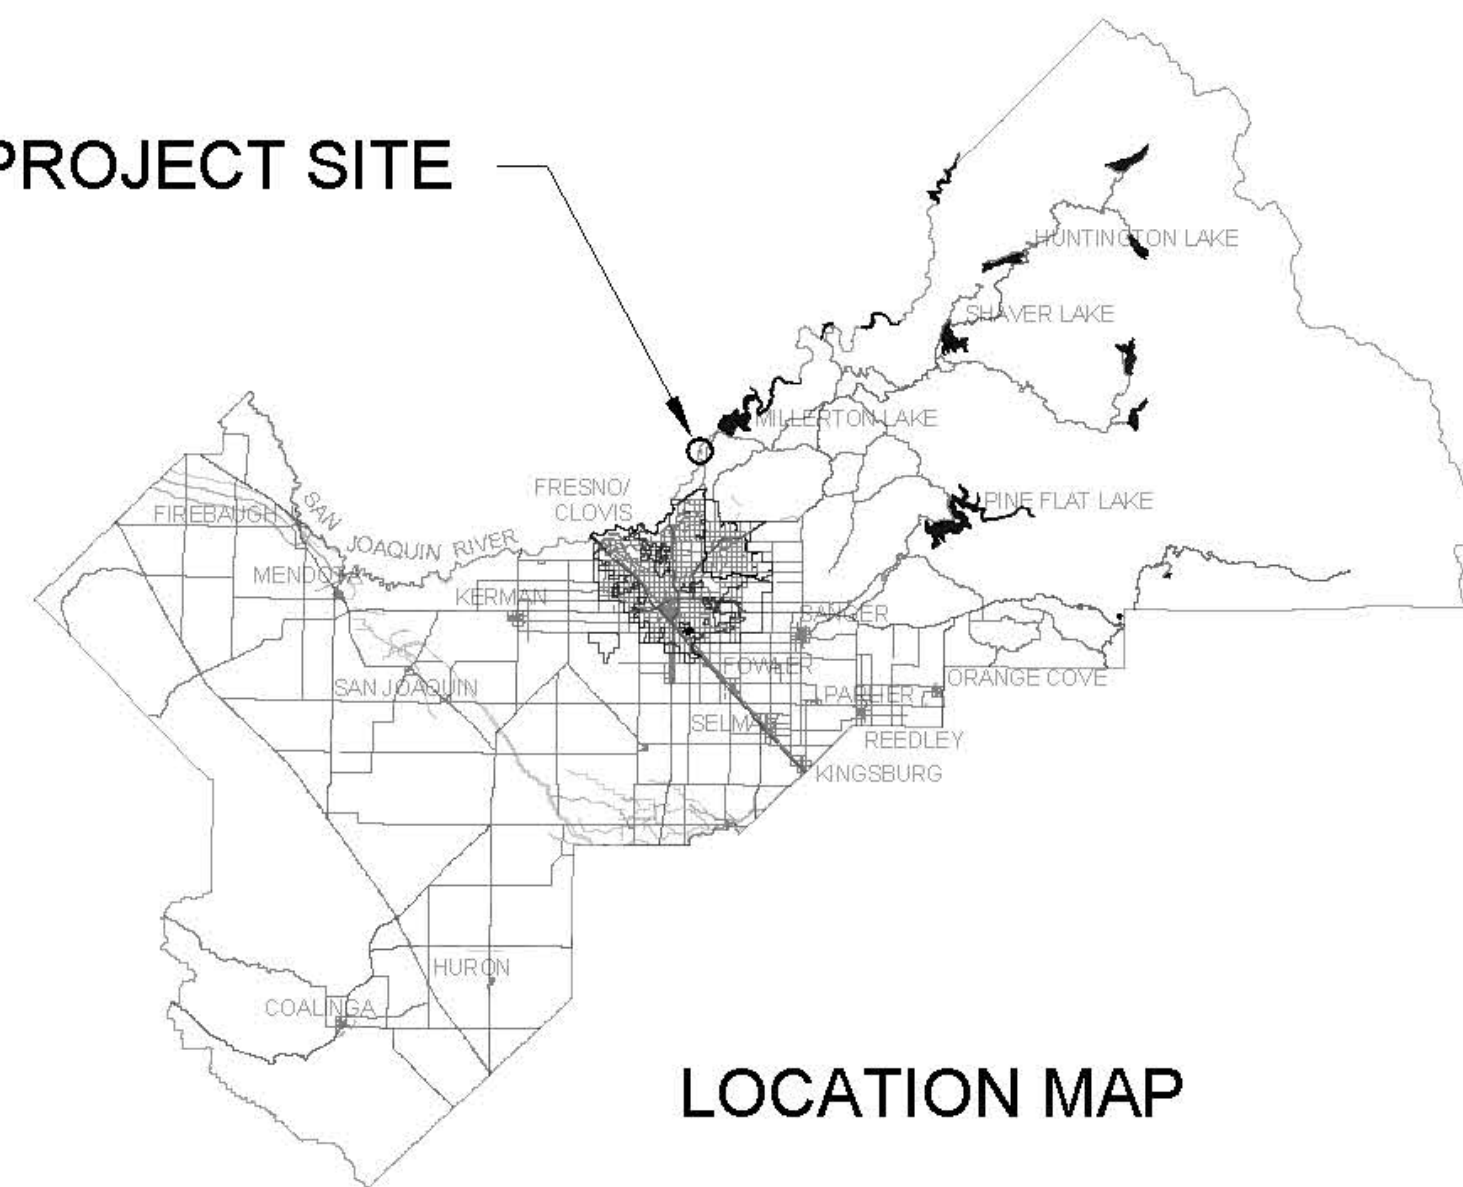 PROJECT SITE
HUNTINGTON LAKE
SHAVER LAKE
MILLERTON LAKE
FRESNO/
CLOVIS
PINE FLAT LAKE
FIREBAUGH
SAN
JOAQUIN RIVER
MENDOTA
KERMAN
SANGER
FOWLER
SAN JOAQUIN
PARLIER
ORANGE COVE
SELMA
REEDLEY
KINGSBURG
HURON
COALINGA
LOCATION MAP